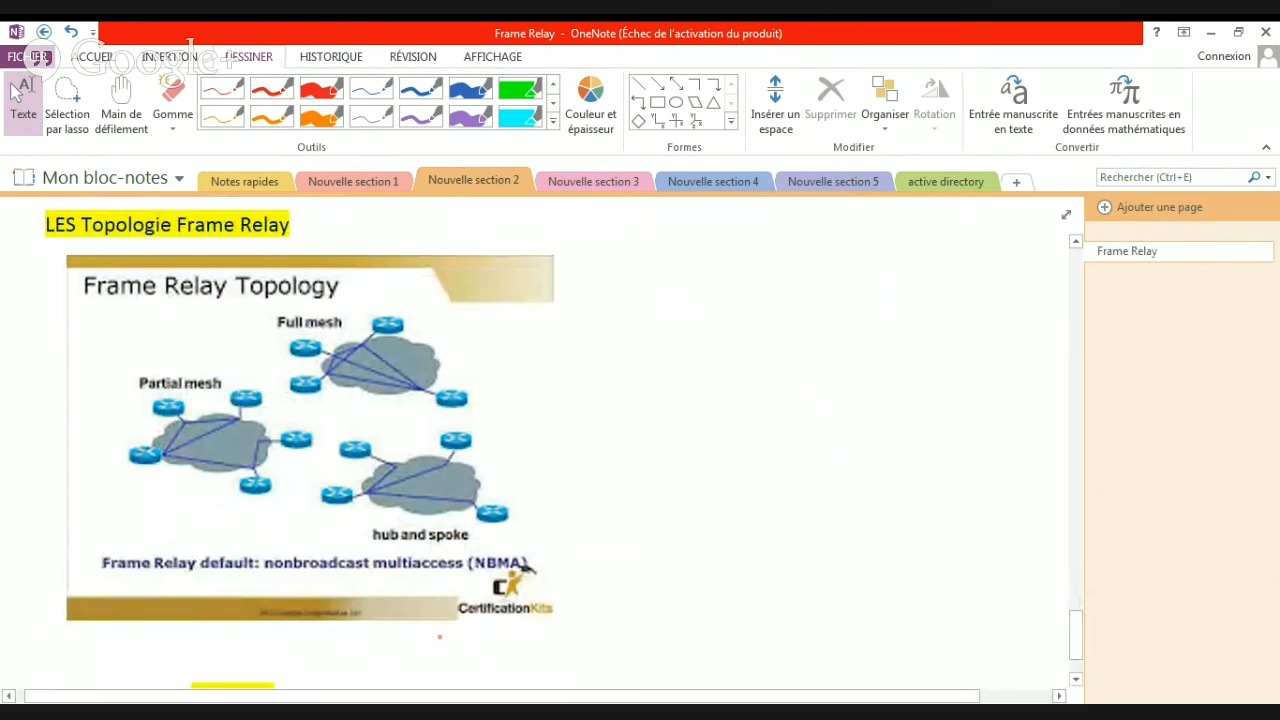 Frame Relay - OneNote (Échec de l'activation du produit)
Google+
FICHIER ACCUEIL INSERTION DESSINER HISTORIQUE RÉVISION AFFICHAGE Connexion
Texte
Sélection par lasso
Main de défilement
Gomme
Couleur et épaisseur
Insérer un espace
Supprimer
Organiser
Rotation
Entrée manuscrite en texte
Entrées manuscrites en données mathématiques
Outils Formes Modifier Convertir
Mon bloc-notes Notes rapides Nouvelle section 1 Nouvelle section 2 Nouvelle section 3 Nouvelle section 4 Nouvelle section 5 active directory
Rechercher (Ctrl+E)
Ajouter une page
Frame Relay
LES Topologie Frame Relay
Frame Relay Topology
Full mesh
Partial mesh
hub and spoke
Frame Relay default: nonbroadcast multiaccess (NBMA)
CertificationKits